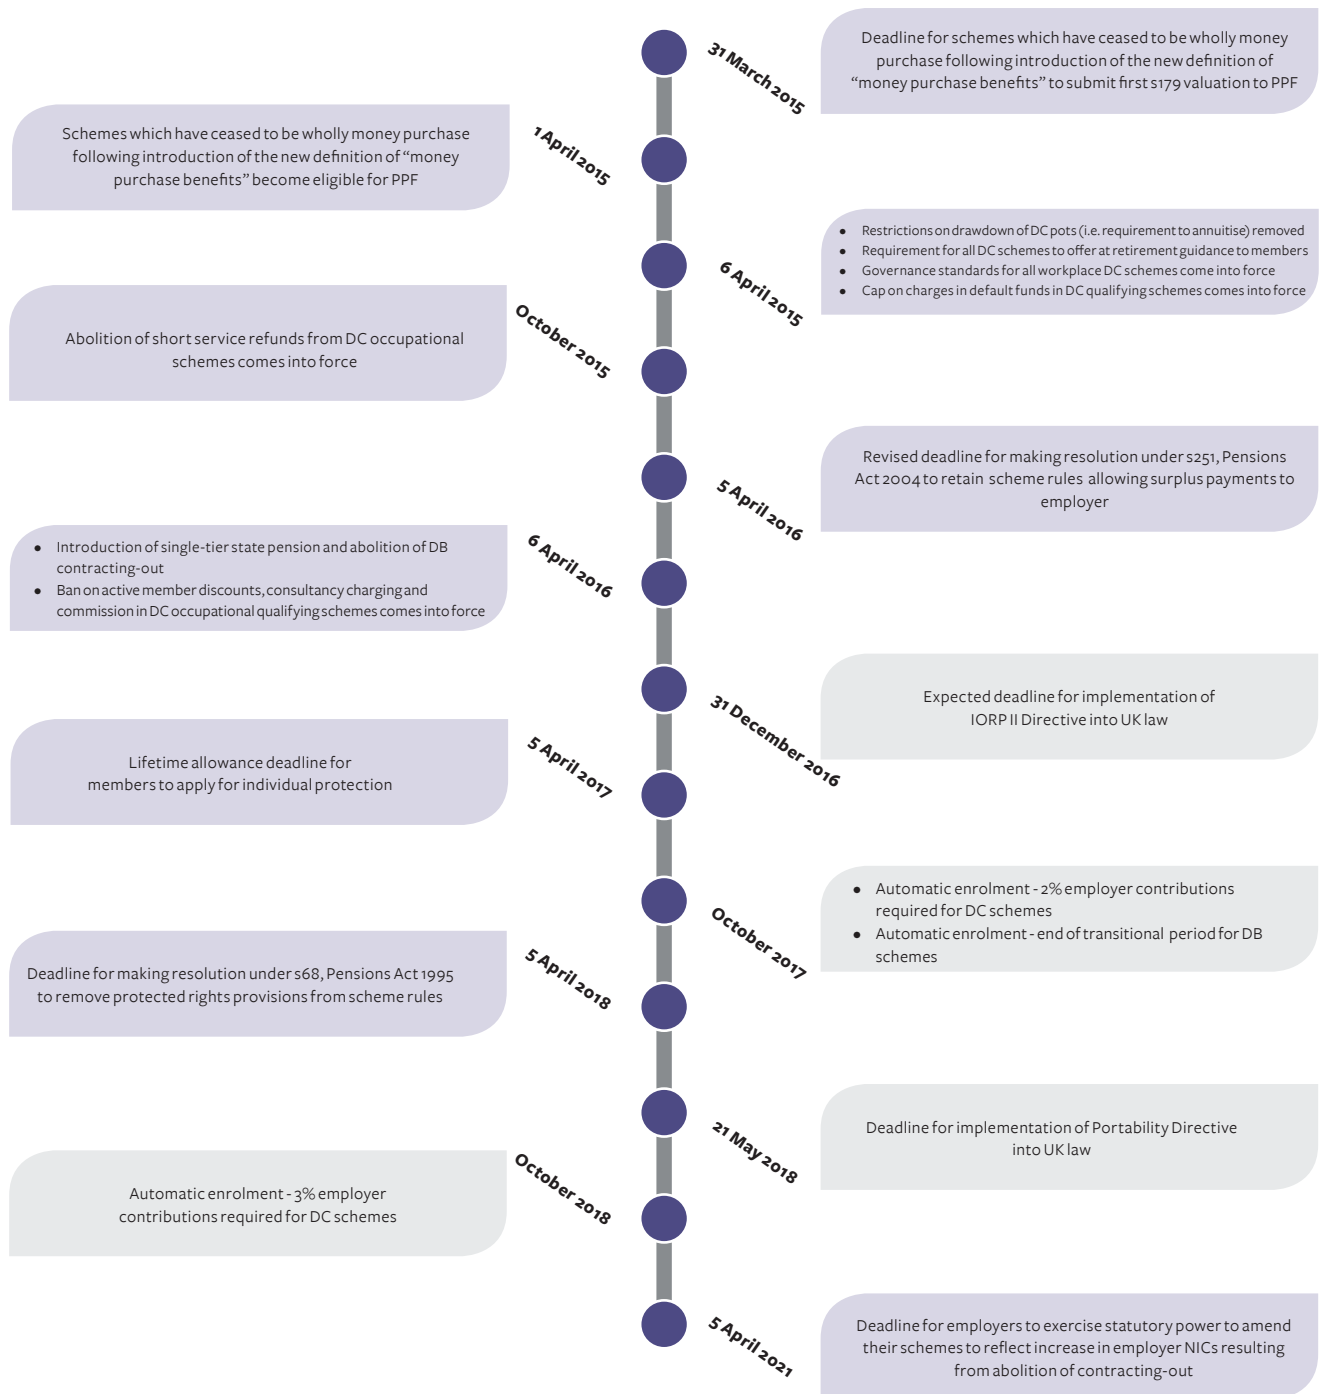 31 March 2015
Deadline for schemes which have ceased to be wholly money
purchase following introduction of the new definition of
“money purchase benefits” to submit first s179 valuation to PPF
1 April 2015
Schemes which have ceased to be wholly money purchase
following introduction of the new definition of “money
purchase benefits” become eligible for PPF
6 April 2015
● Restrictions on drawdown of DC pots (i.e. requirement to annuitise) removed
● Requirement for all DC schemes to offer at retirement guidance to members
● Governance standards for all workplace DC schemes come into force
● Cap on charges in default funds in DC qualifying schemes comes into force
October 2015
Abolition of short service refunds from DC occupational
schemes comes into force
5 April 2016
Revised deadline for making resolution under s251, Pensions
Act 2004 to retain scheme rules allowing surplus payments to
employer
6 April 2016
● Introduction of single-tier state pension and abolition of DB
contracting-out
● Ban on active member discounts, consultancy charging and
commission in DC occupational qualifying schemes comes into force
31 December 2016
Expected deadline for implementation of
IORP II Directive into UK law
5 April 2017
Lifetime allowance deadline for
members to apply for individual protection
October 2017
● Automatic enrolment - 2% employer contributions
required for DC schemes
● Automatic enrolment - end of transitional period for DB
schemes
5 April 2018
Deadline for making resolution under s68, Pensions Act 1995
to remove protected rights provisions from scheme rules
21 May 2018
Deadline for implementation of Portability Directive
into UK law
October 2018
Automatic enrolment - 3% employer
contributions required for DC schemes
5 April 2021
Deadline for employers to exercise statutory power to amend
their schemes to reflect increase in employer NICs resulting
from abolition of contracting-out